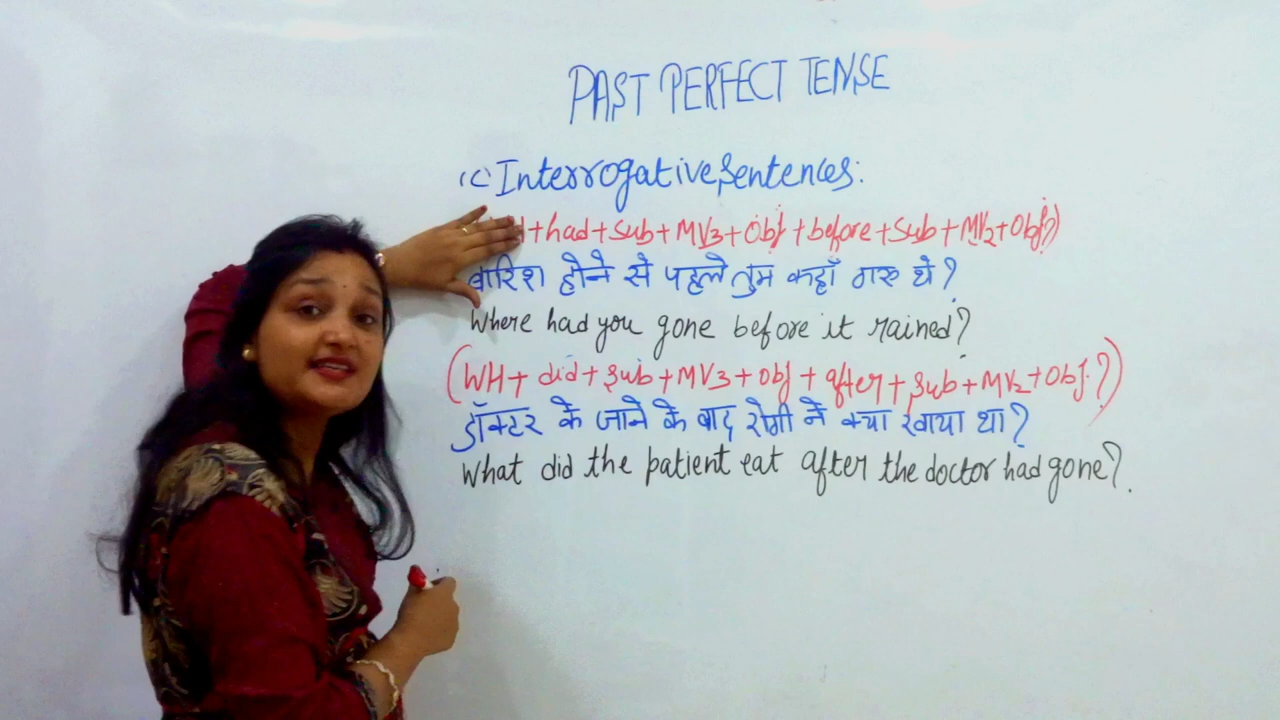 PAST PERFECT TENSE
(C) Interrogative Sentences:
+had+Sub+MV3+Obj+before+Sub+MV2+Obj?)
बारिश होने से पहले तुम कहाँ गए थे?
Where had you gone before it rained?
(WH+did+Sub+MV3+Obj+after+Sub+MV2+Obj.?)
डॉक्टर के जाने के बाद रोगी ने क्या खाया था?
What did the patient eat after the doctor had gone?